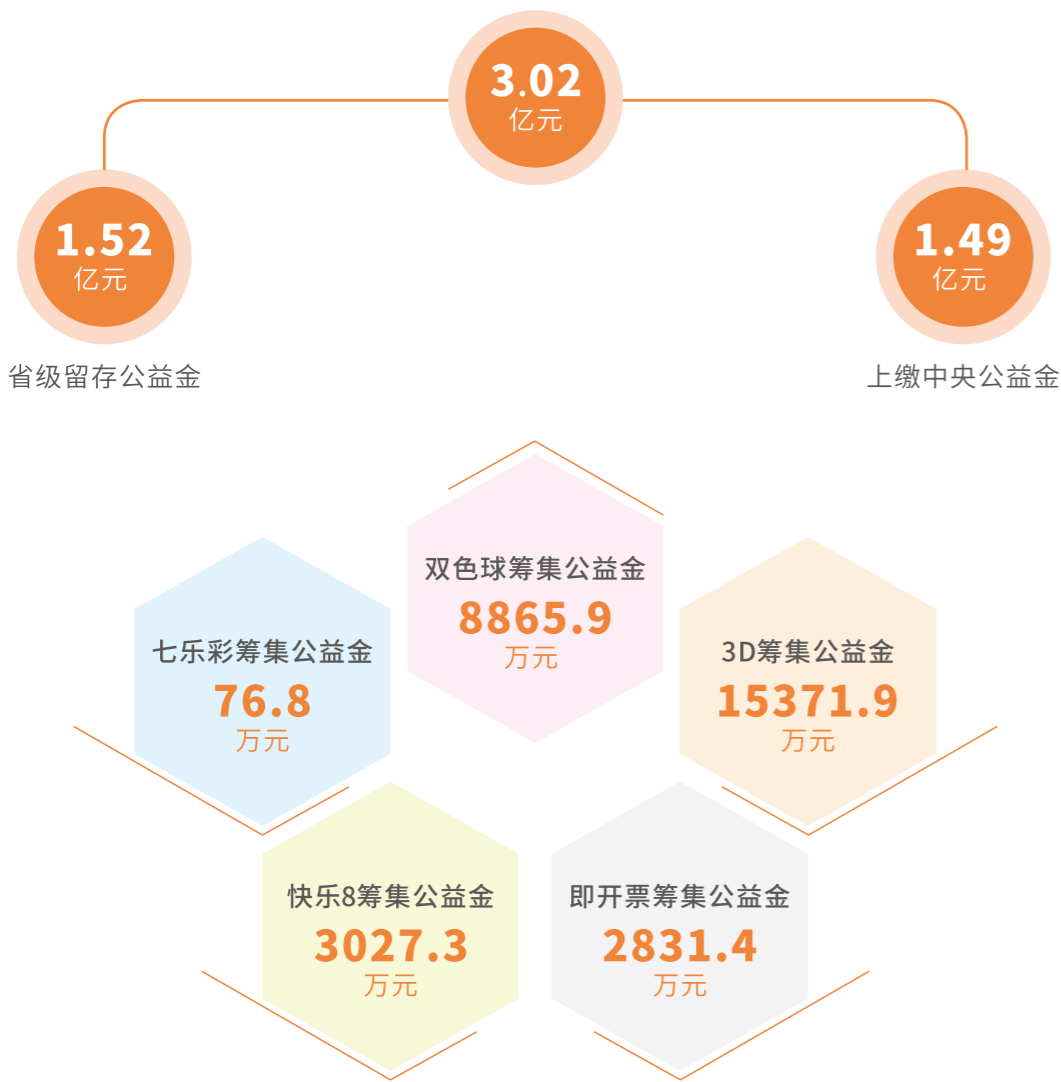 3.02
亿元
1.52
亿元
省级留存公益金
1.49
亿元
上缴中央公益金
双色球筹集公益金
8865.9
万元
七乐彩筹集公益金
76.8
万元
3D筹集公益金
15371.9
万元
快乐8筹集公益金
3027.3
万元
即开票筹集公益金
2831.4
万元